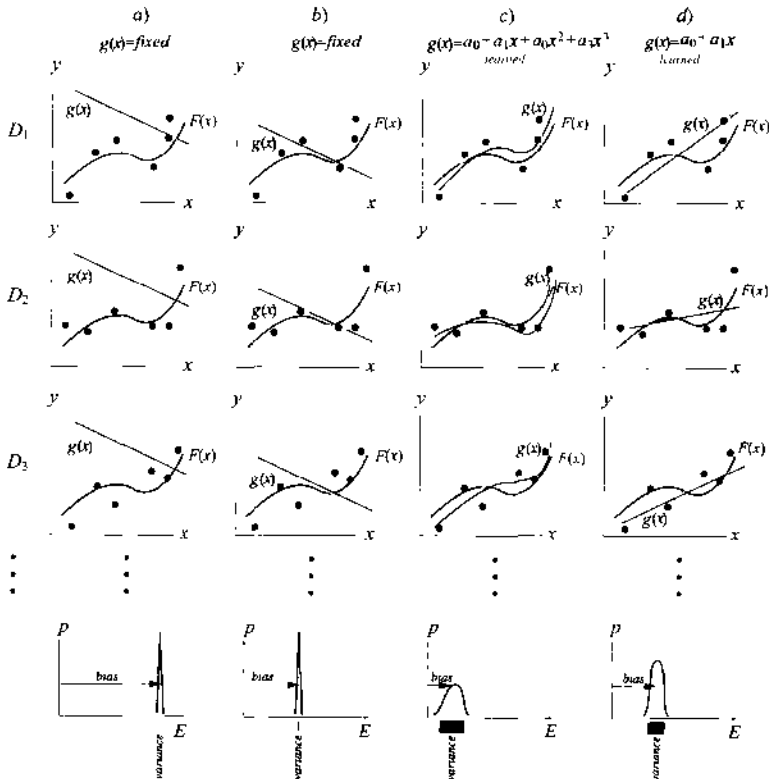 a) b) c) d)
g(x)=fixed g(x)=fixed g(x)=a₀+a₁x+a₀x²+a₃x³ g(x)=a₀+a₁x
learned learned
y y y y
D₁ g(x) F(x) g(x) F(x) g(x) F(x) g(x) F(x)
x x x x
y y y y
D₂ g(x) F(x) g(x) F(x) g(x) F(x) g(x) F(x)
x x x x
y y y y
D₃ g(x) F(x) g(x) F(x) g(x) F(x) g(x) F(x)
x x x x
p p p p
bias bias bias bias
E E E E
variance variance variance variance